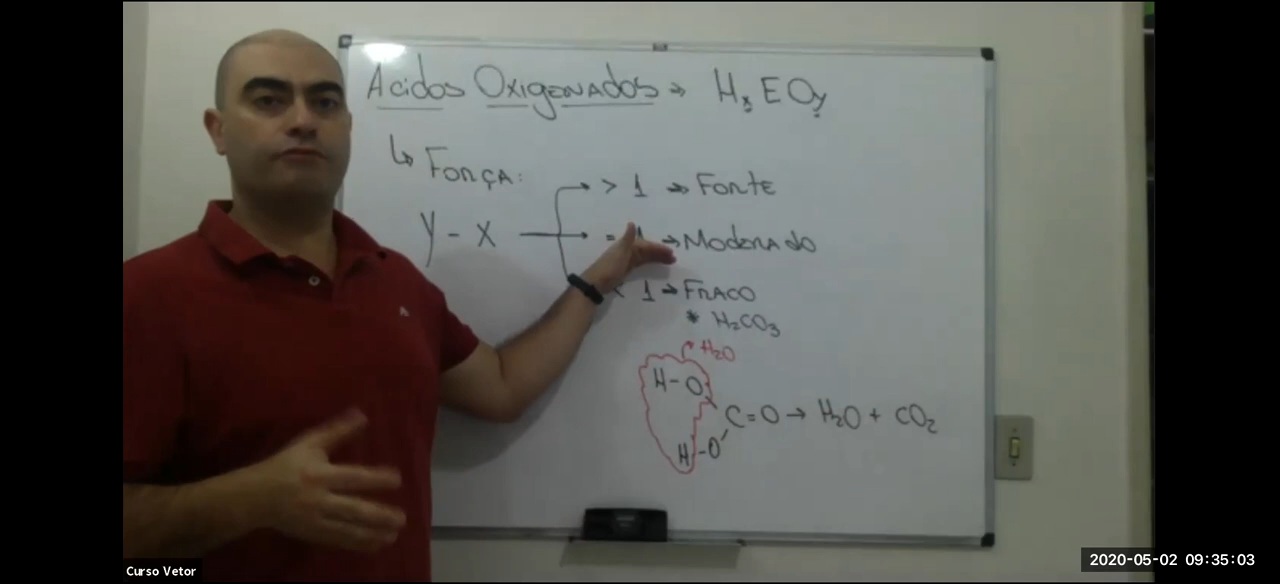 Acidos Oxigenados → HxEOy
↳ Força:
> 1 → Forte
Y - X
= 1 → Moderado
< 1 → Fraco
* H₂CO₃
H₂O
H-O
C=O → H₂O + CO₂
H-O
Curso Vetor
2020-05-02 09:35:03